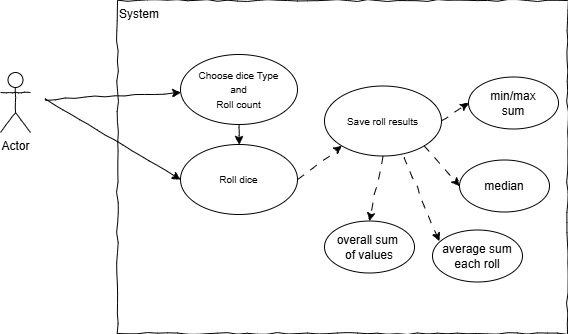 System
Actor
Choose dice Type
and
Roll count
Roll dice
Save roll results
min/max
sum
median
overall sum
of values
average sum
each roll